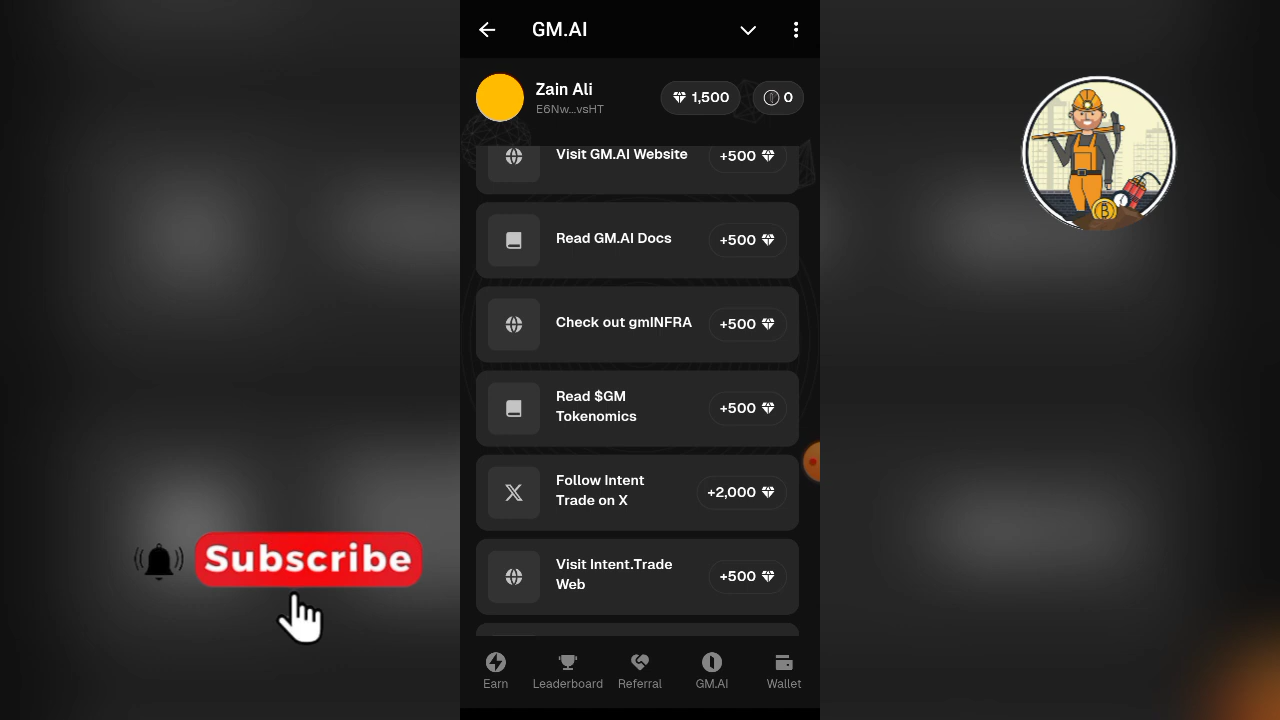 GM.AI
Zain Ali
1,500
0
E6Nw...vsHT
Visit GM.AI Website
+500
Read GM.AI Docs
+500
Check out gmINFRA
+500
Read $GM
Tokenomics
+500
Follow Intent
Trade on X
+2,000
Visit Intent.Trade
Web
+500
Subscribe
Earn
Leaderboard
Referral
GM.AI
Wallet